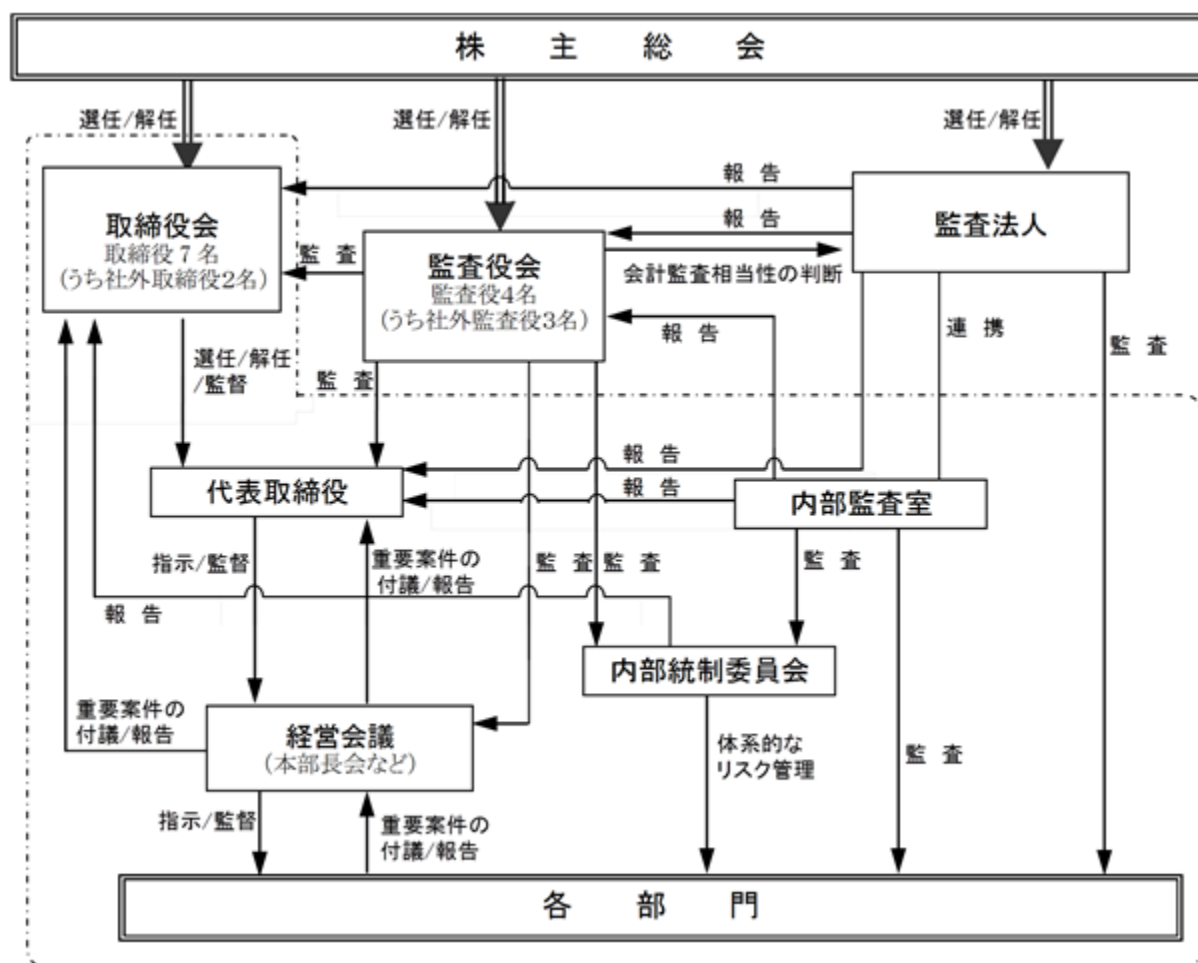 株主総会
選任/解任
選任/解任
選任/解任
取締役会
取締役7名
(うち社外取締役2名)
監査
監査役会
監査役4名
(うち社外監査役3名)
報告
報告
会計監査相当性の判断
監査法人
報告
連携
監査
選任/解任
/監督
監査
報告
代表取締役
報告
内部監査室
指示/監督
重要案件の
付議/報告
監査
監査
監査
報告
内部統制委員会
重要案件の
付議/報告
経営会議
(本部長会など)
体系的な
リスク管理
監査
指示/監督
重要案件の
付議/報告
各部門